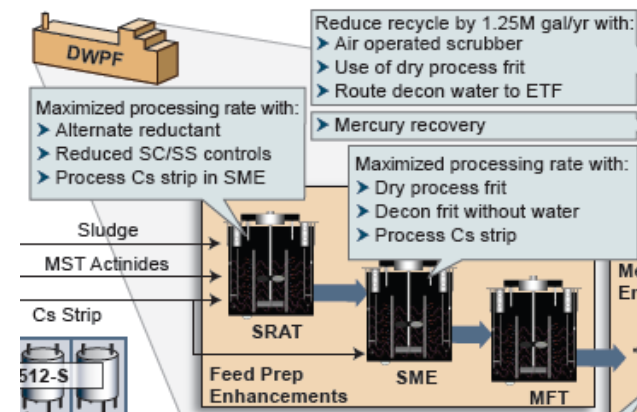 DWPF
Reduce recycle by 1.25M gal/yr with:
➤ Air operated scrubber
➤ Use of dry process frit
➤ Route decon water to ETF
➤ Mercury recovery
Maximized processing rate with:
➤ Alternate reductant
➤ Reduced SC/SS controls
➤ Process Cs strip in SME
Maximized processing rate with:
➤ Dry process frit
➤ Decon frit without water
➤ Process Cs strip
Sludge
MST Actinides
Cs Strip
512-S
SRAT
SME
MFT
Feed Prep
Enhancements